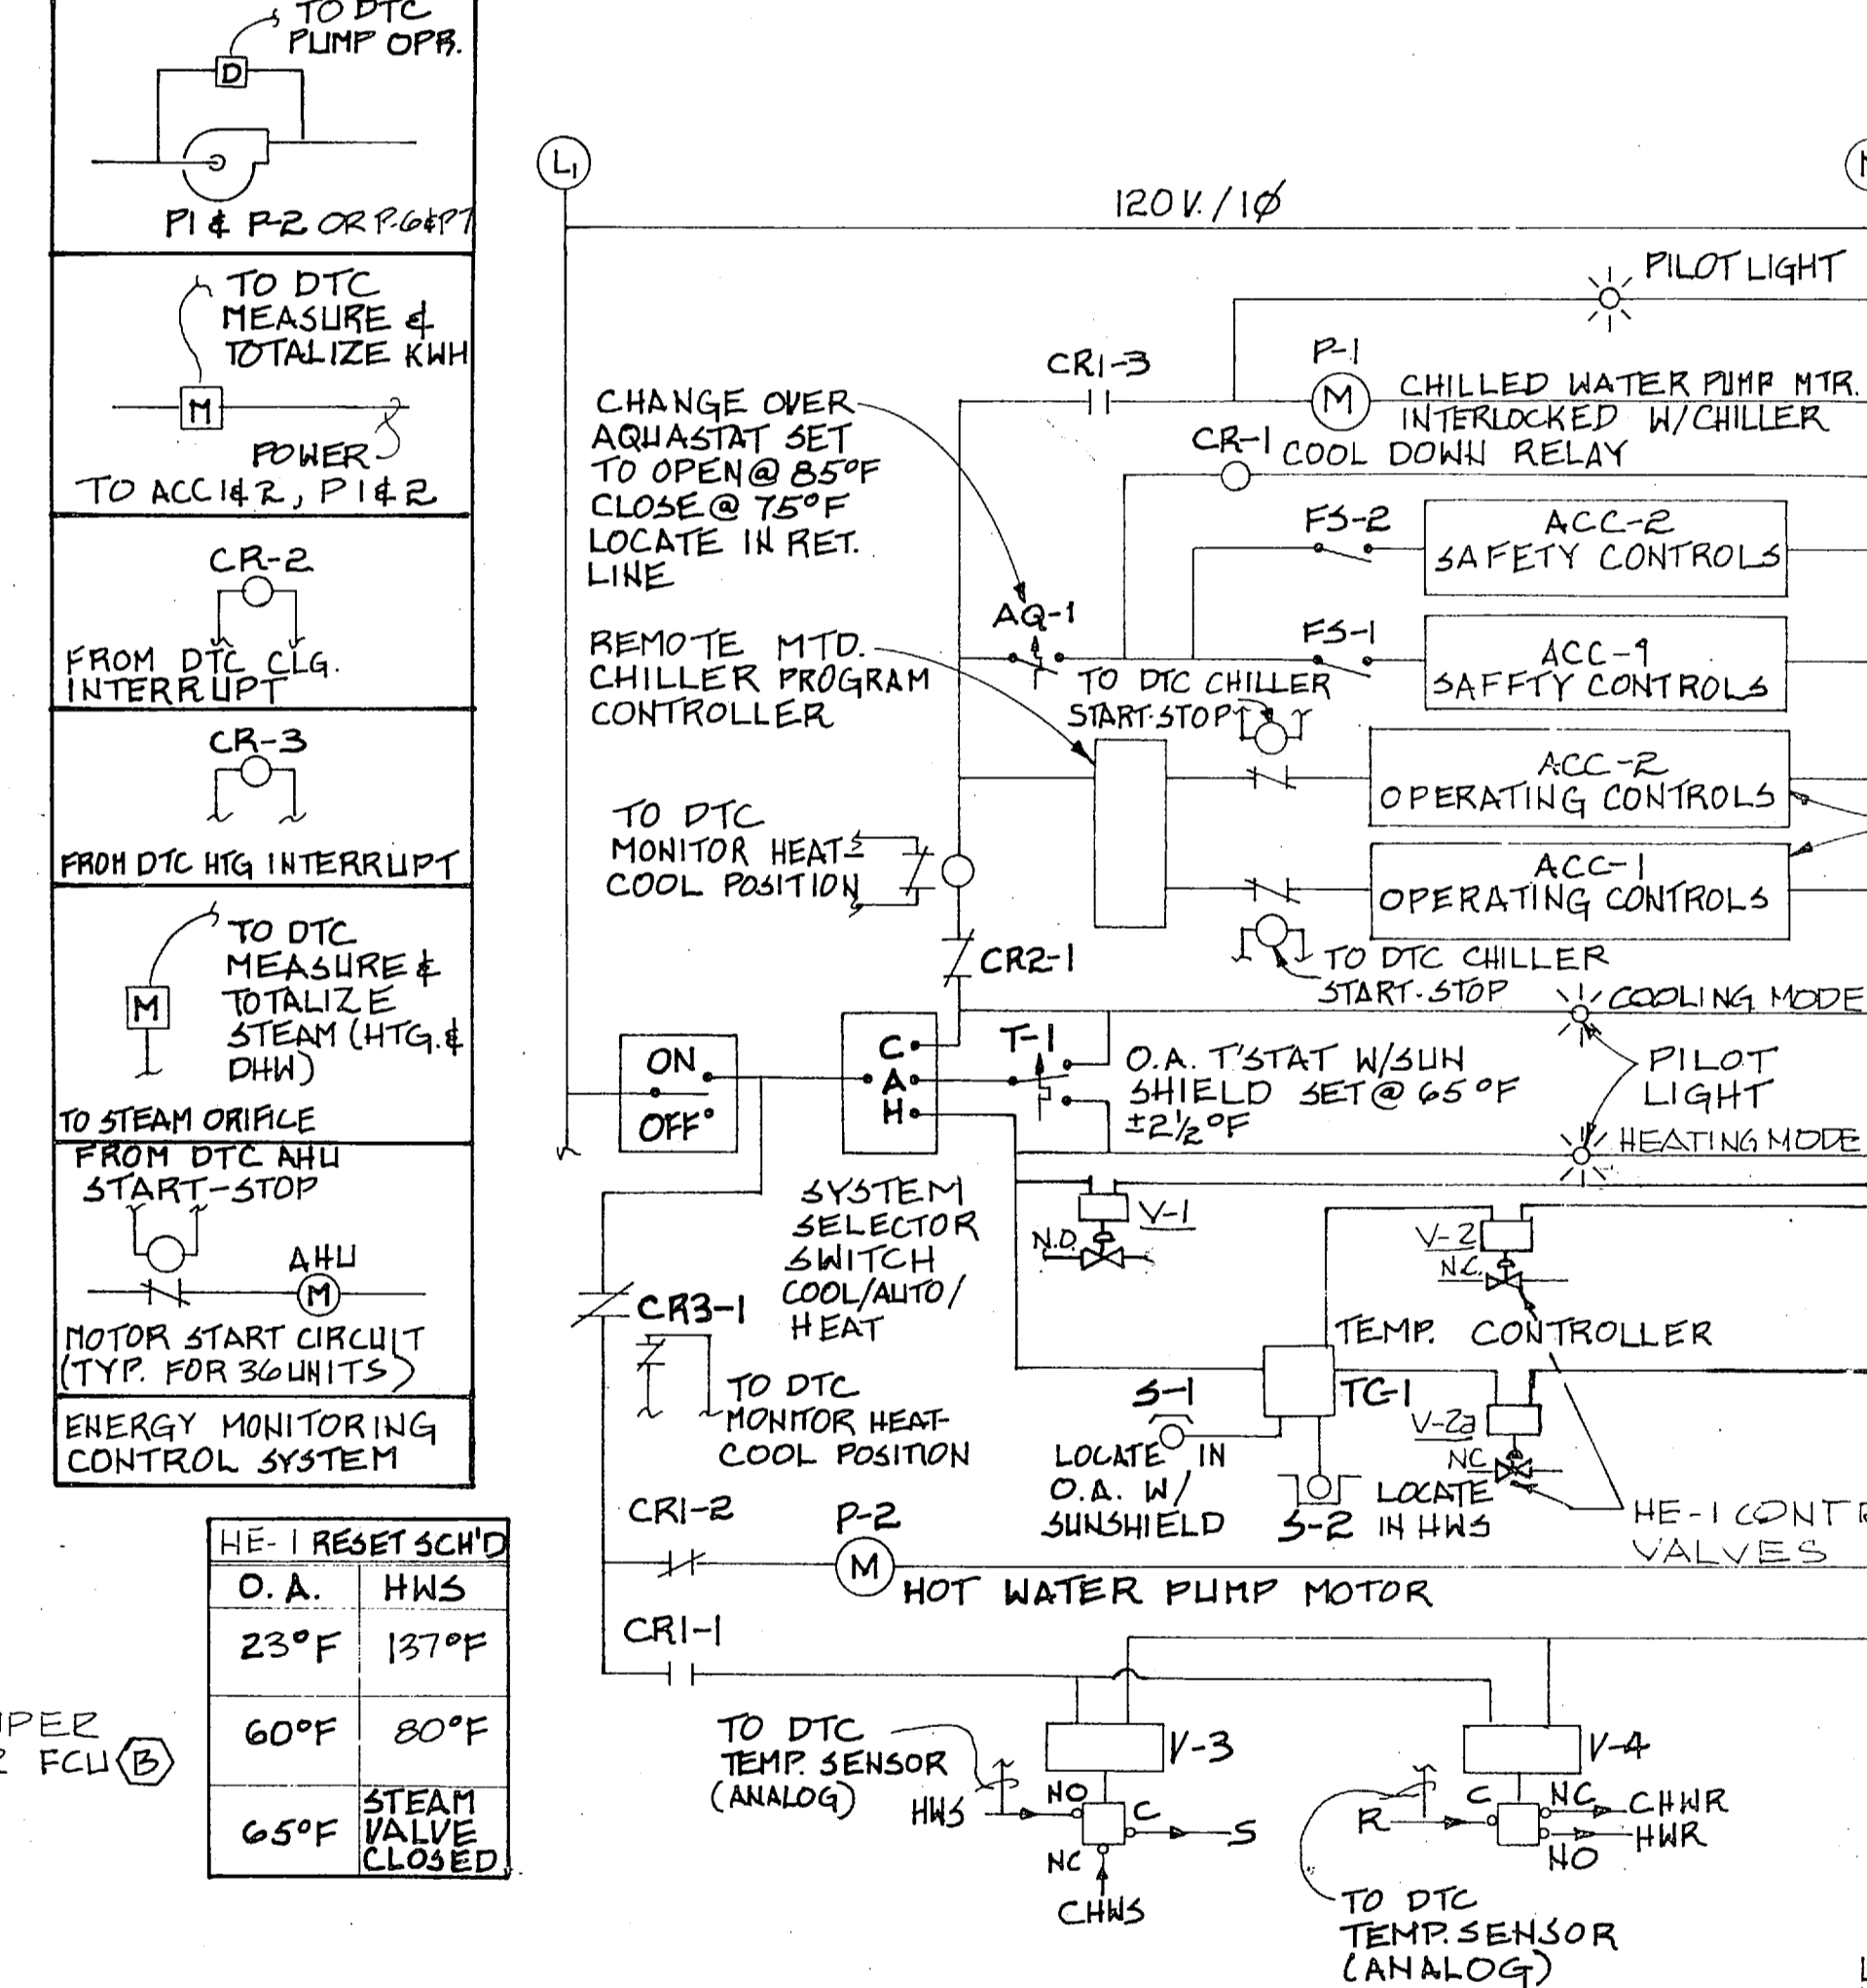 TO DTC
PUMP OPR.
D
P1 & P-2 OR P-6&P7
TO DTC
MEASURE &
TOTALIZE KWH
M
POWER
TO ACC 1&2, P1&2
CR-2
FROM DTC CLG.
INTERRUPT
CR-3
FROM DTC HTG INTERRUPT
TO DTC
MEASURE &
TOTALIZE
STEAM (HTG. &
DHW)
M
TO STEAM ORIFICE
FROM DTC AHU
START-STOP
AHU
M
MOTOR START CIRCUIT
(TYP. FOR 36 UNITS)
ENERGY MONITORING
CONTROL SYSTEM
HE-1 RESET SCH'D
O.A. HWS
23°F 137°F
60°F 80°F
65°F STEAM
VALVE
CLOSED
FCU B
L1
120V./1Ø
PILOT LIGHT
CR1-3
P-1
M
CHILLED WATER PUMP MTR.
INTERLOCKED W/CHILLER
CR-1
COOL DOWN RELAY
CHANGE OVER
AQUASTAT SET
TO OPEN @ 85°F
CLOSE @ 75°F
LOCATE IN RET.
LINE
FS-2
ACC-2
SAFETY CONTROLS
AQ-1
FS-1
ACC-1
SAFETY CONTROLS
REMOTE MTD.
CHILLER PROGRAM
CONTROLLER
TO DTC CHILLER
START-STOP
ACC-2
OPERATING CONTROLS
TO DTC
MONITOR HEAT-
COOL POSITION
ACC-1
OPERATING CONTROLS
CR2-1
TO DTC CHILLER
START-STOP
COOLING MODE
ON
OFF
C
A
H
T-1
O.A. T'STAT W/SUN
SHIELD SET @ 65°F
±2½°F
PILOT
LIGHT
HEATING MODE
SYSTEM
SELECTOR
SWITCH
COOL/AUTO/
HEAT
V-1
N.O.
V-2
NC.
CR3-1
TEMP. CONTROLLER
TO DTC
MONITOR HEAT-
COOL POSITION
TC-1
S-1
LOCATE IN
O.A. W/
SUNSHIELD
S-2
LOCATE
IN HWS
V-2a
NC
HE-1
VALVES
CR1-2
P-2
M
HOT WATER PUMP MOTOR
CR1-1
TO DTC
TEMP. SENSOR
(ANALOG)
V-3
HWS
NO
C
S
NC
CHWS
V-4
R
C
NC
CHWR
HWR
NO
TO DTC
TEMP. SENSOR
(ANALOG)